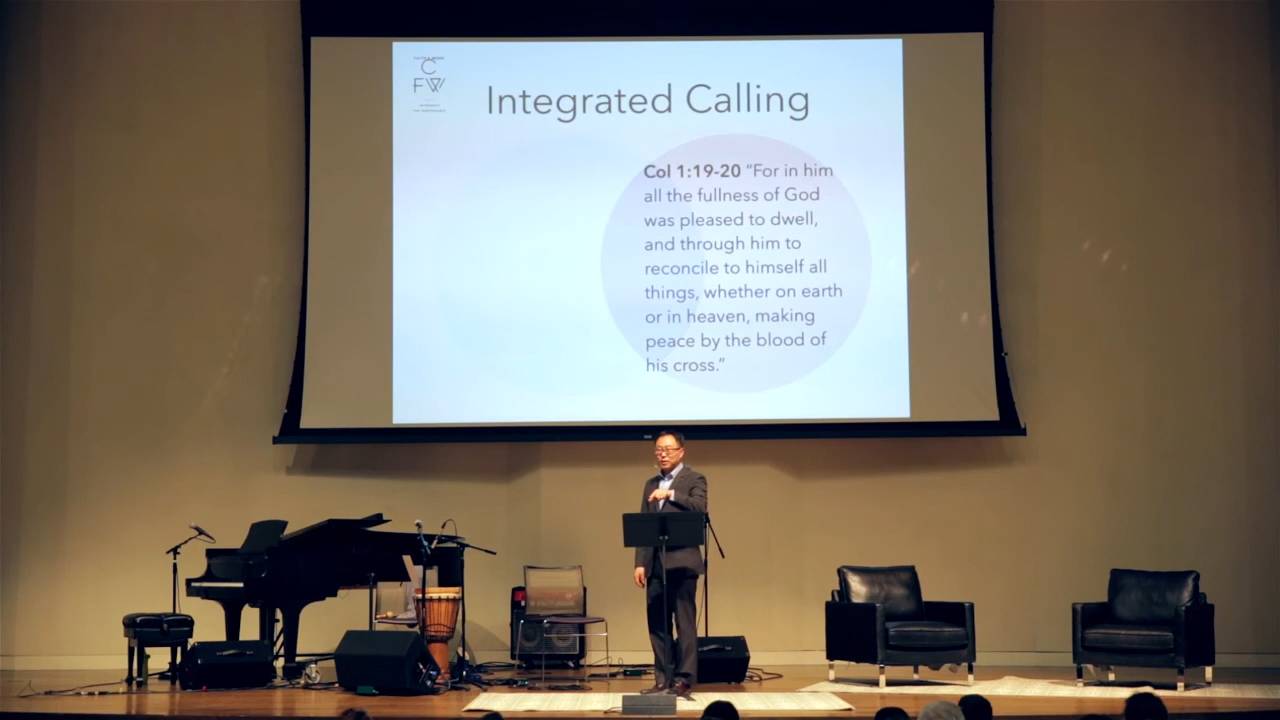 C
FW
Integrated Calling
Col 1:19-20 “For in him
all the fullness of God
was pleased to dwell,
and through him to
reconcile to himself all
things, whether on earth
or in heaven, making
peace by the blood of
his cross.”